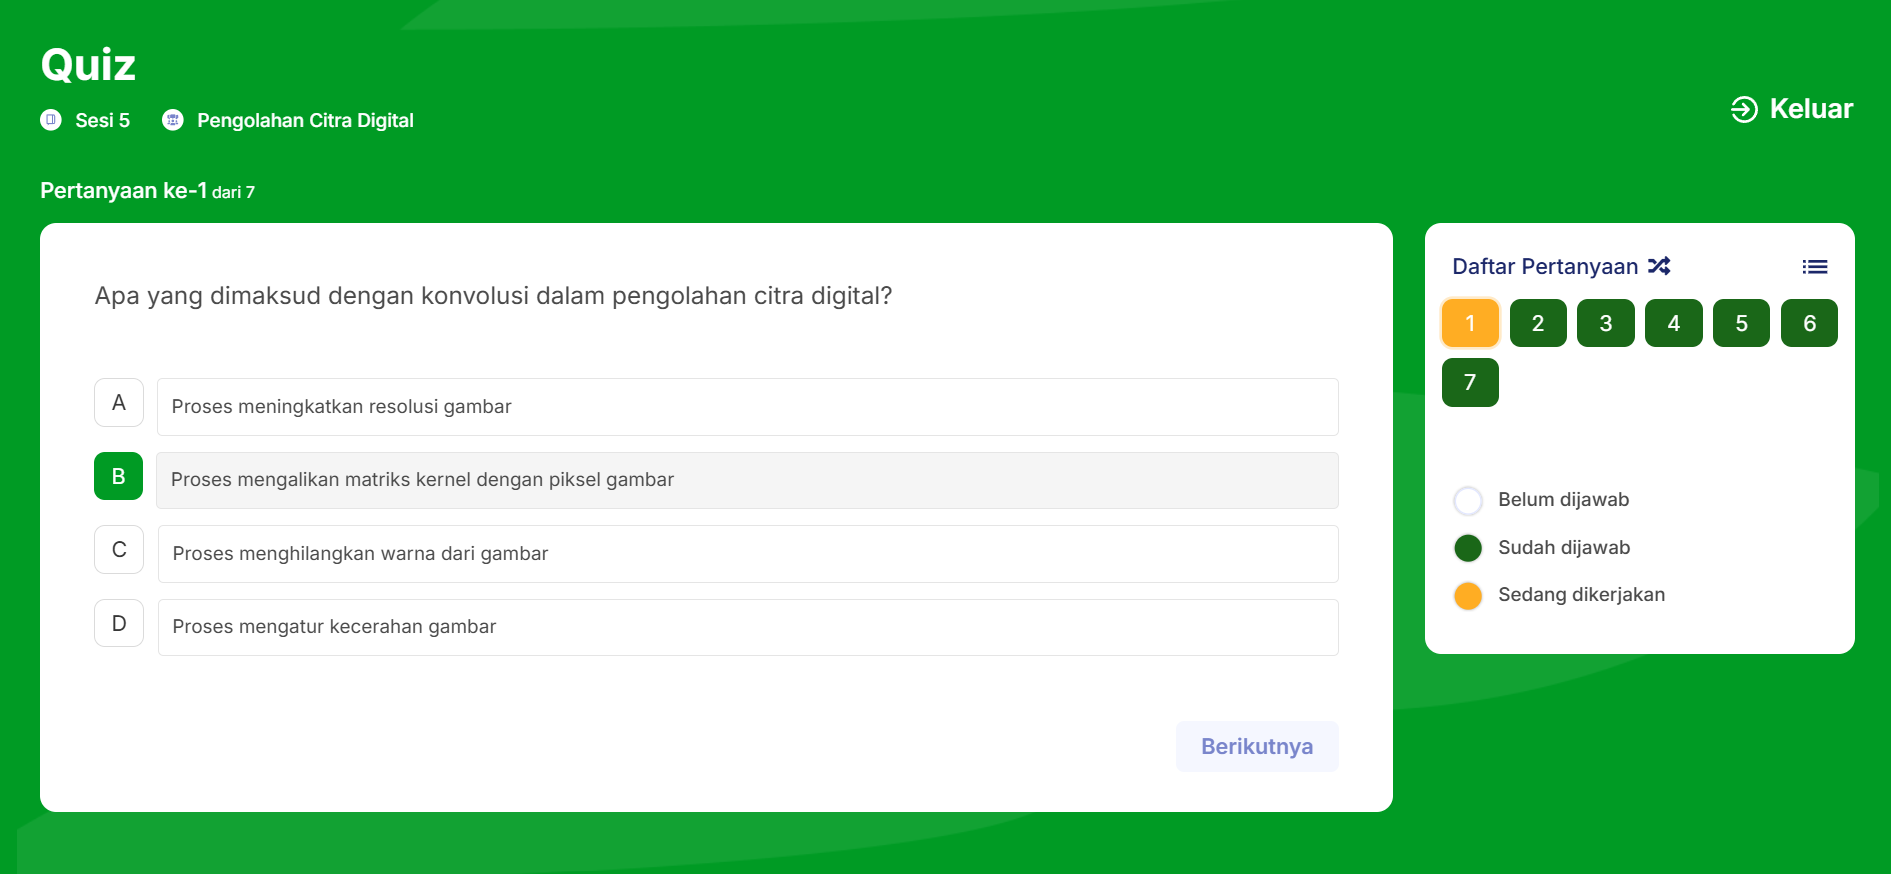 Quiz
Sesi 5 Pengolahan Citra Digital
Keluar
Pertanyaan ke-1 dari 7
Apa yang dimaksud dengan konvolusi dalam pengolahan citra digital?
A Proses meningkatkan resolusi gambar
B Proses mengalikan matriks kernel dengan piksel gambar
C Proses menghilangkan warna dari gambar
D Proses mengatur kecerahan gambar
Berikutnya
Daftar Pertanyaan
1 2 3 4 5 6
7
Belum dijawab
Sudah dijawab
Sedang dikerjakan